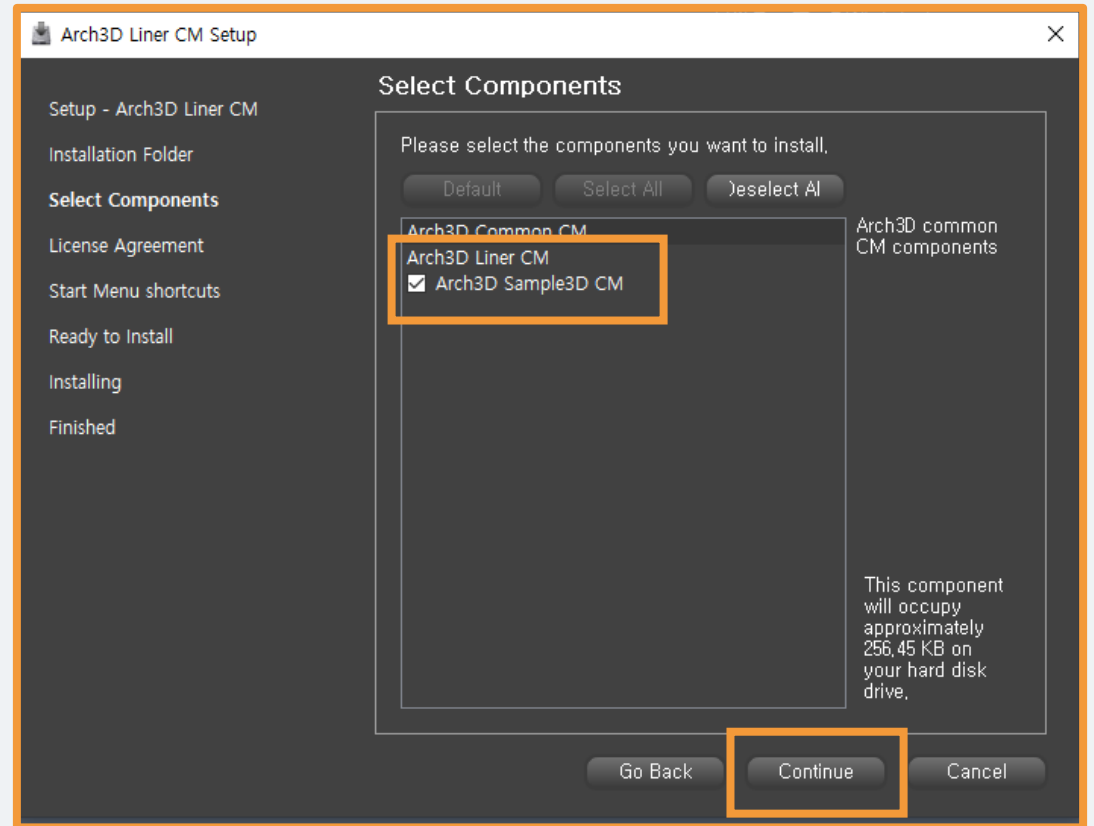 Arch3D Liner CM Setup
Setup - Arch3D Liner CM
Installation Folder
Select Components
License Agreement
Start Menu shortcuts
Ready to Install
Installing
Finished
Select Components
Please select the components you want to install.
Default Select All Deselect Al
Arch3D Common CM
Arch3D Liner CM
Arch3D Sample3D CM
Arch3D common
CM components
This component
will occupy
approximately
256.45 KB on
your hard disk
drive.
Go Back Continue Cancel